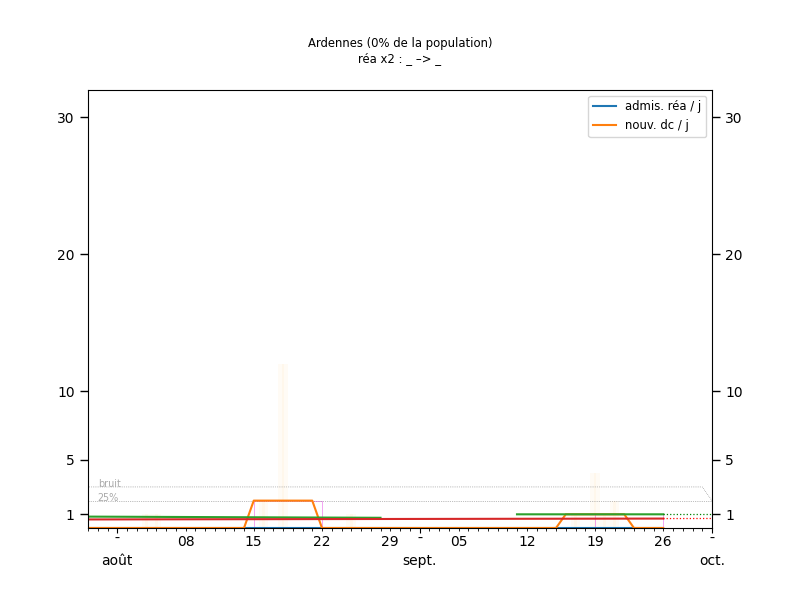 Ardennes (0% de la population)
réa x2 : _ –> _
admis. réa / j
nouv. dc / j
30 30
20 20
10 10
5 5
1 1
bruit
25%
- 08 15 22 29 - 05 12 19 26 -
août sept. oct.